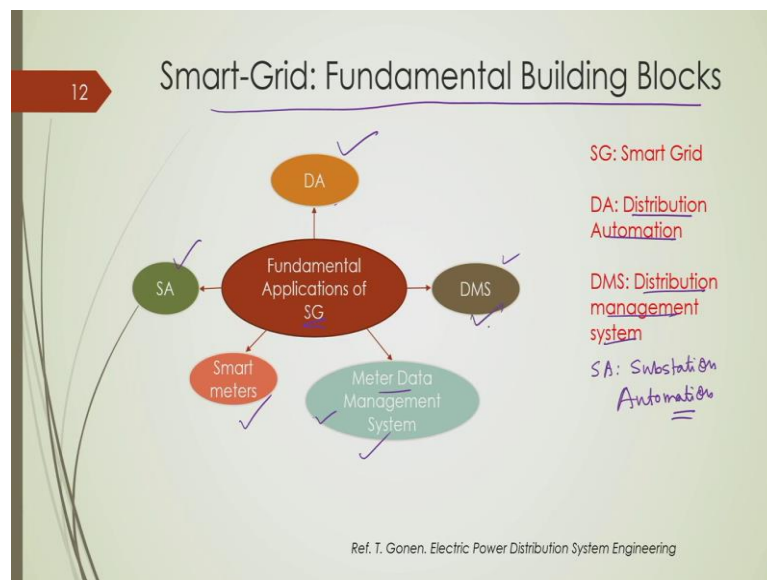 12
Smart-Grid: Fundamental Building Blocks
DA
SA
Fundamental
Applications of
SG
DMS
Smart
meters
Meter Data
Management
System
SG: Smart Grid
DA: Distribution
Automation
DMS: Distribution
management
system
SA: Substation
Automation
Ref. T. Gonen. Electric Power Distribution System Engineering